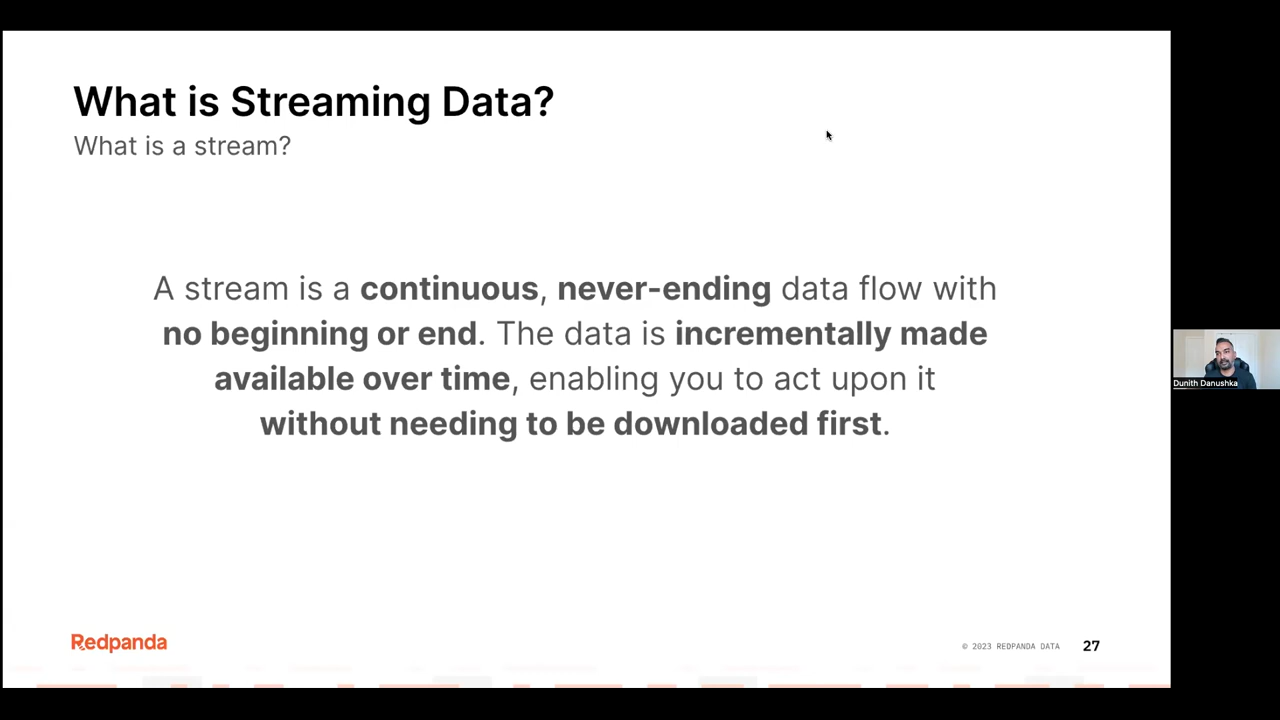 What is Streaming Data?
What is a stream?
A stream is a continuous, never-ending data flow with
no beginning or end. The data is incrementally made
available over time, enabling you to act upon it
without needing to be downloaded first.
Dunith Danushka
Redpanda
© 2023 REDPANDA DATA 27